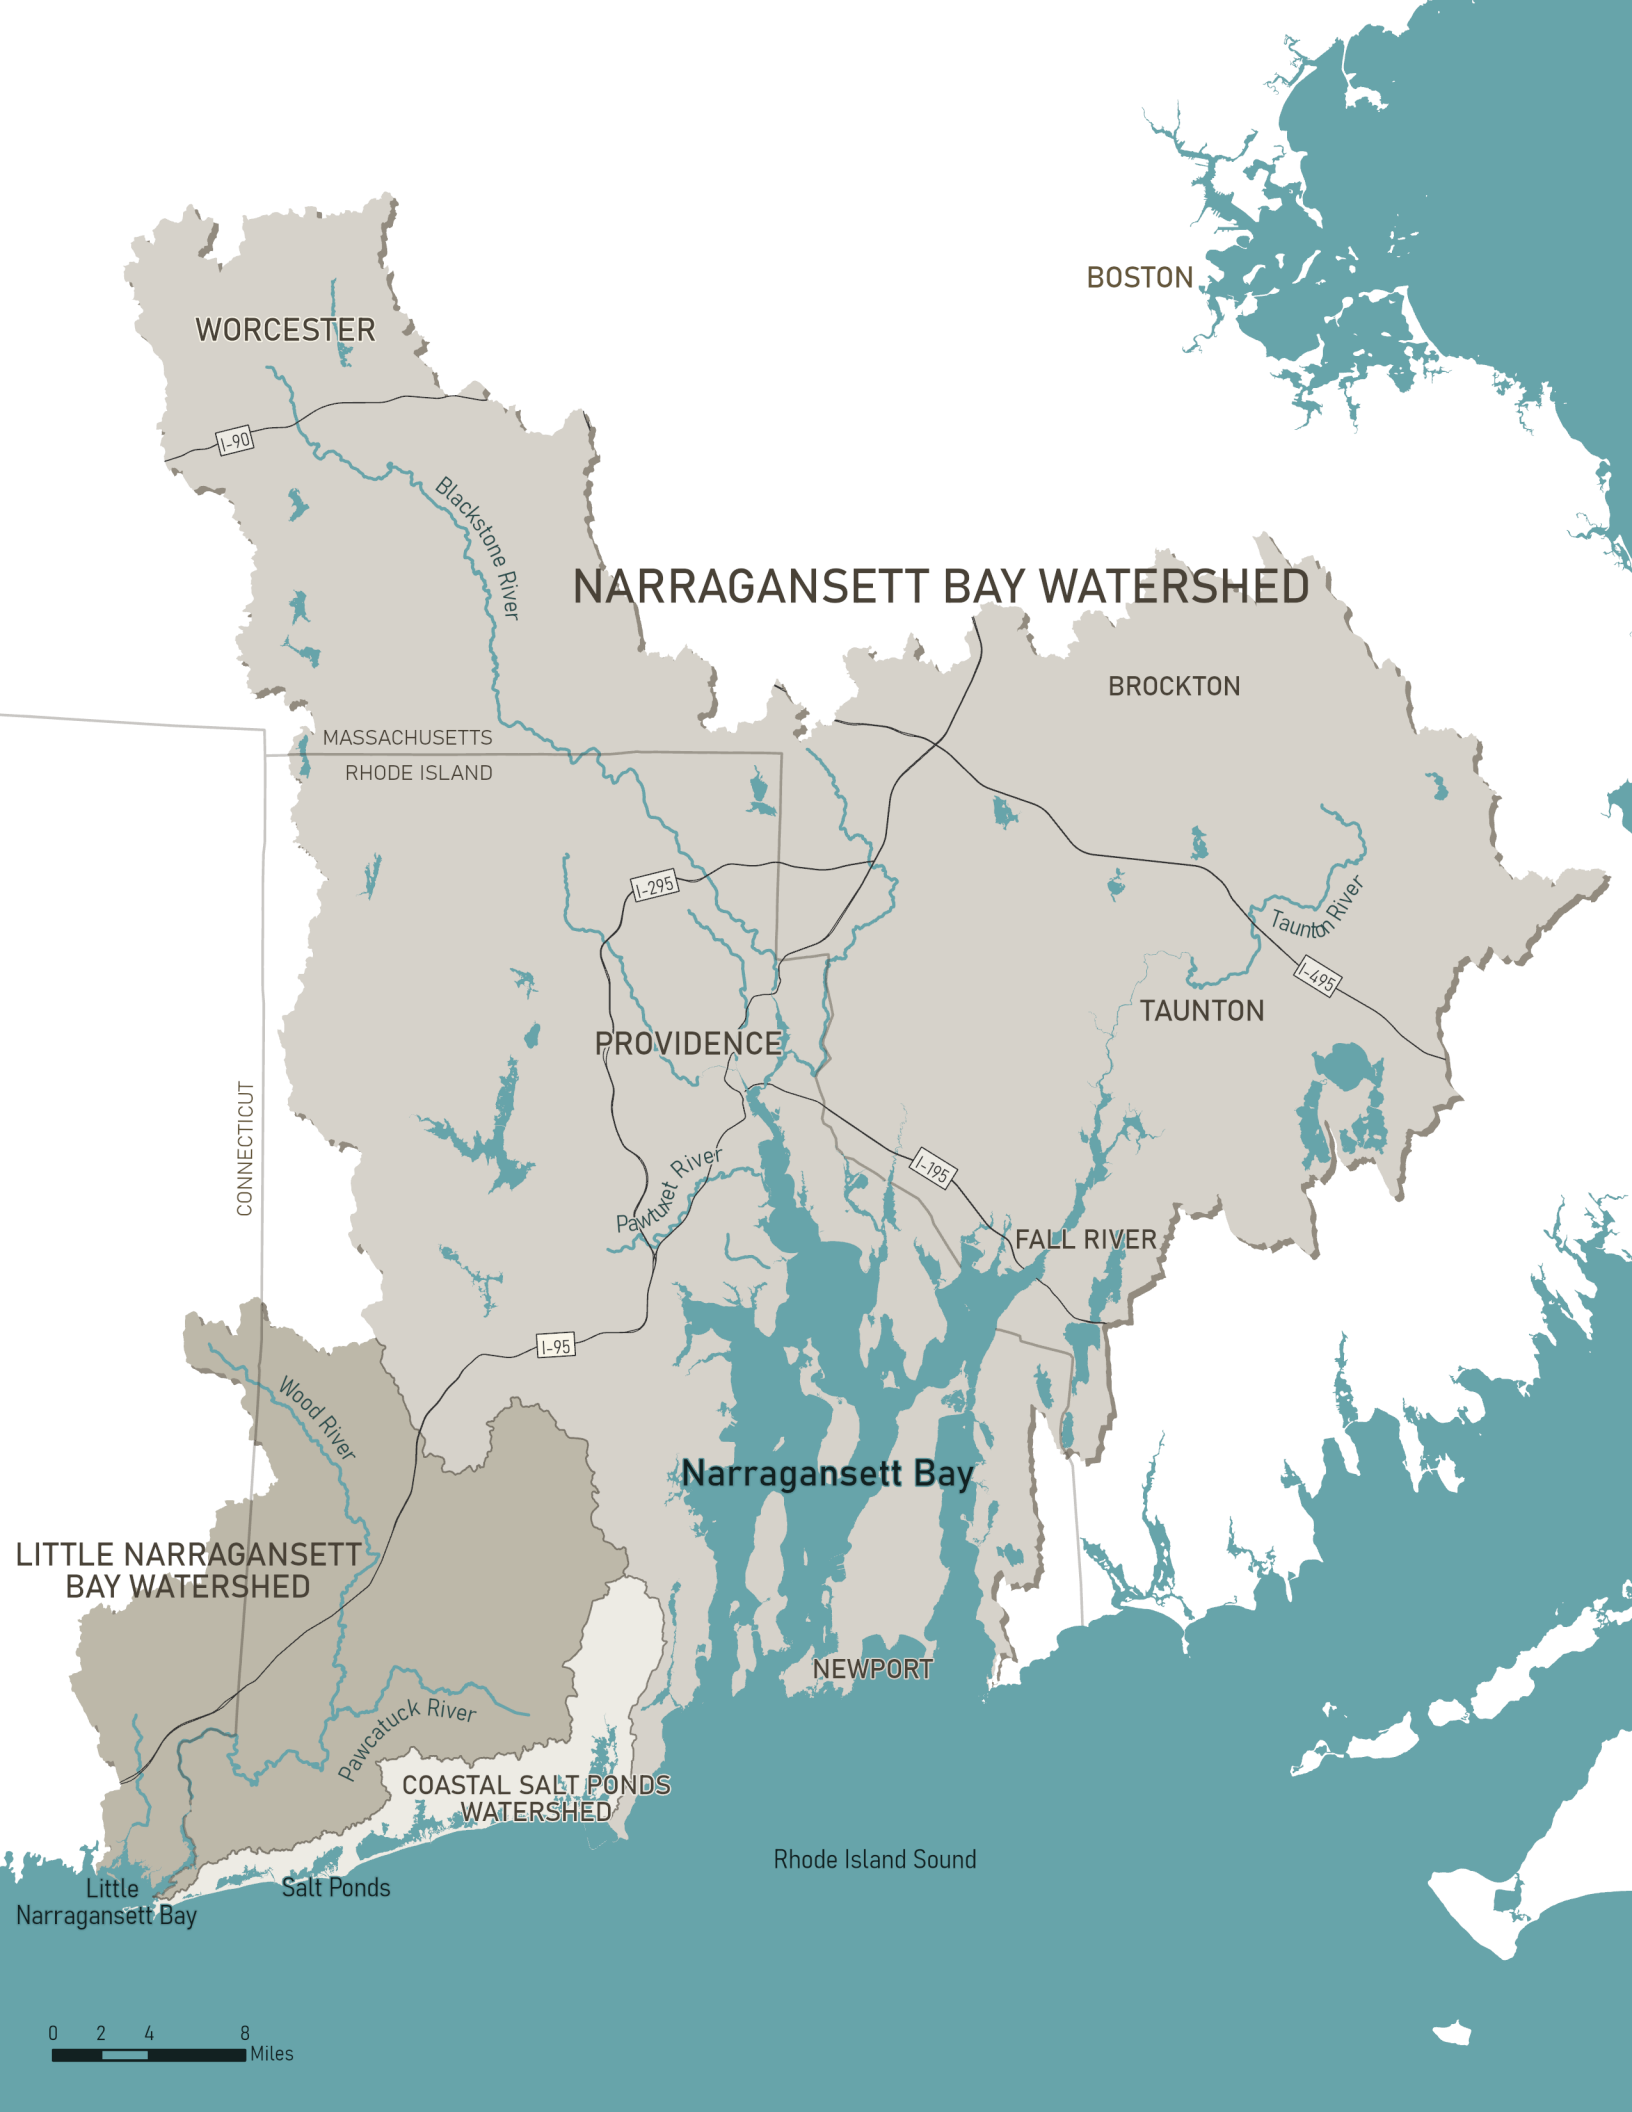 BOSTON
WORCESTER
I-90
Blackstone River
NARRAGANSETT BAY WATERSHED
BROCKTON
MASSACHUSETTS
RHODE ISLAND
I-295
Taunton River
I-495
TAUNTON
PROVIDENCE
CONNECTICUT
I-195
Pawtuxet River
FALL RIVER
I-95
Wood River
Narragansett Bay
LITTLE NARRAGANSETT
BAY WATERSHED
NEWPORT
Pawcatuck River
COASTAL SALT PONDS
WATERSHED
Rhode Island Sound
Little
Narragansett Bay
Salt Ponds
0 2 4 8
Miles